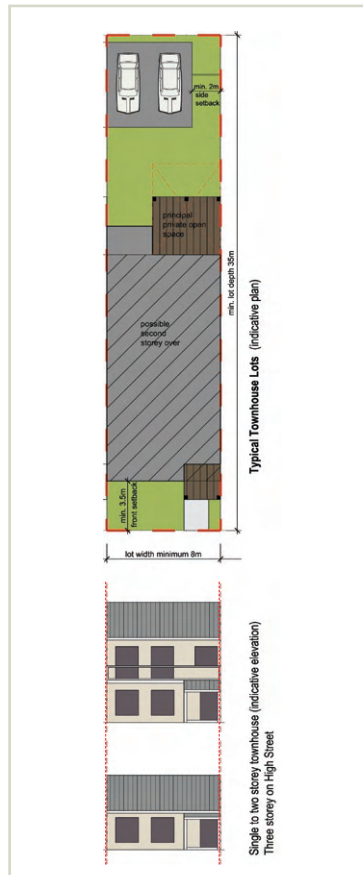 min. 2m
side
setback
principal
private open
space
min. lot depth 35m
Typical Townhouse Lots (indicative plan)
possible
second
storey over
min. 3.5m
front setback
lot width minimum 8m
Single to two storey townhouse (indicative elevation)
Three storey on High Street